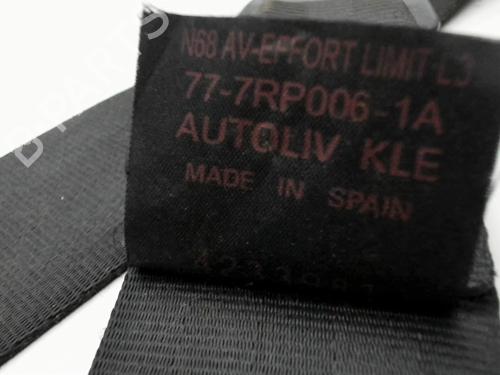 N68 AV-EFFORT LIMIT-L3
77-7RP006-1A
AUTOLIV KLE
MADE IN SPAIN